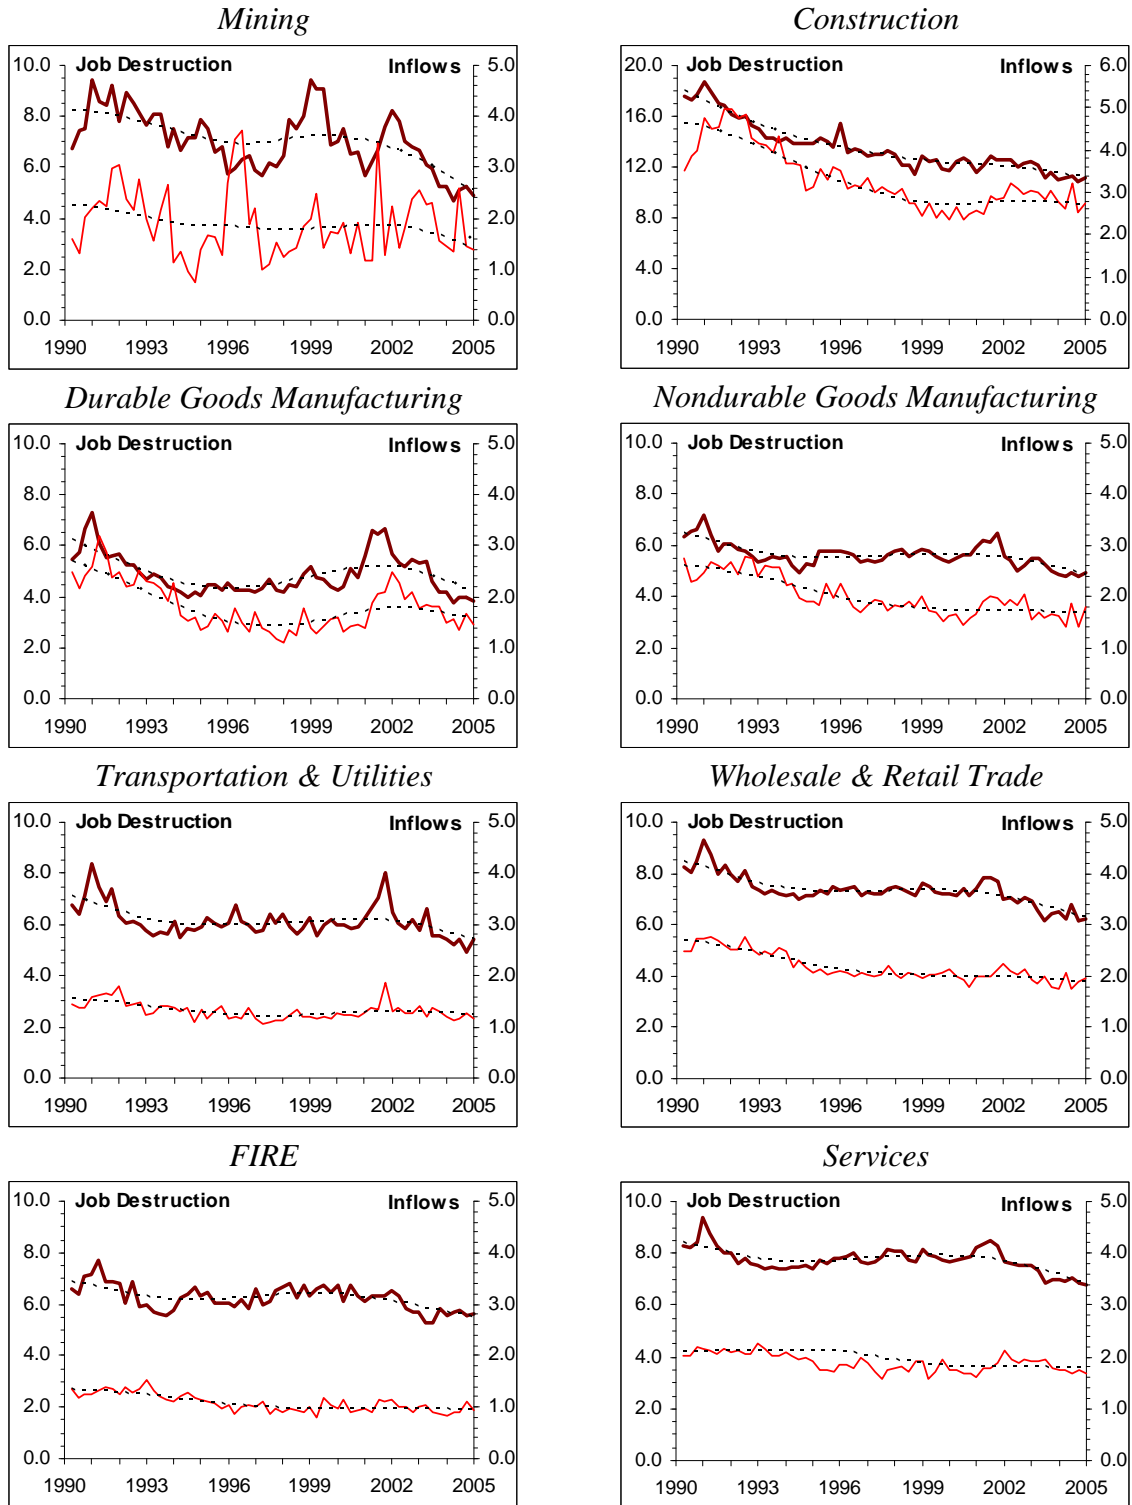 Mining
Job Destruction Inflows
10.0 5.0
8.0 4.0
6.0 3.0
4.0 2.0
2.0 1.0
0.0 0.0
1990 1993 1996 1999 2002 2005
Construction
Job Destruction Inflows
20.0 6.0
16.0 5.0
12.0 4.0
8.0 3.0
4.0 2.0
0.0 1.0
0.0
1990 1993 1996 1999 2002 2005
Durable Goods Manufacturing
Job Destruction Inflows
10.0 5.0
8.0 4.0
6.0 3.0
4.0 2.0
2.0 1.0
0.0 0.0
1990 1993 1996 1999 2002 2005
Nondurable Goods Manufacturing
Job Destruction Inflows
10.0 5.0
8.0 4.0
6.0 3.0
4.0 2.0
2.0 1.0
0.0 0.0
1990 1993 1996 1999 2002 2005
Transportation & Utilities
Job Destruction Inflows
10.0 5.0
8.0 4.0
6.0 3.0
4.0 2.0
2.0 1.0
0.0 0.0
1990 1993 1996 1999 2002 2005
Wholesale & Retail Trade
Job Destruction Inflows
10.0 5.0
8.0 4.0
6.0 3.0
4.0 2.0
2.0 1.0
0.0 0.0
1990 1993 1996 1999 2002 2005
FIRE
Job Destruction Inflows
10.0 5.0
8.0 4.0
6.0 3.0
4.0 2.0
2.0 1.0
0.0 0.0
1990 1993 1996 1999 2002 2005
Services
Job Destruction Inflows
10.0 5.0
8.0 4.0
6.0 3.0
4.0 2.0
2.0 1.0
0.0 0.0
1990 1993 1996 1999 2002 2005